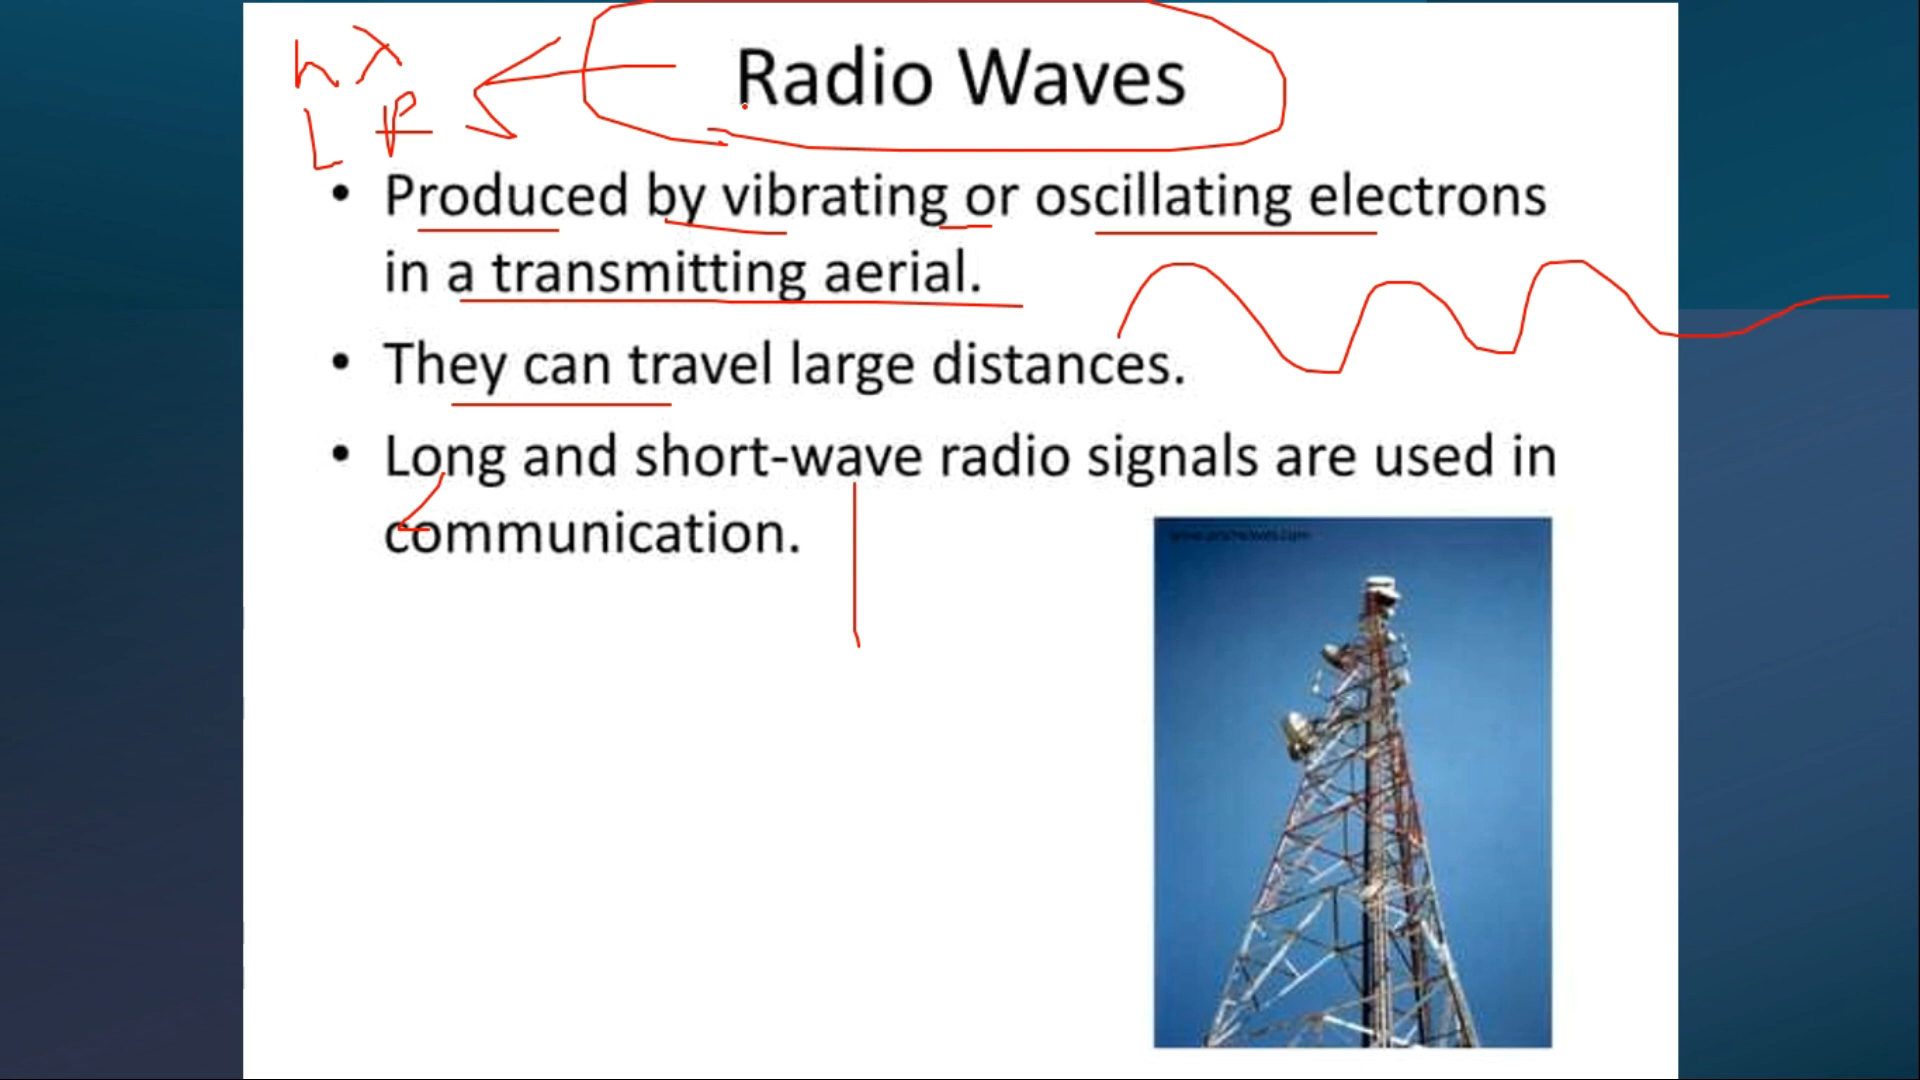 h λ
L F
Radio Waves
• Produced by vibrating or oscillating electrons
in a transmitting aerial.
• They can travel large distances.
• Long and short-wave radio signals are used in
communication.